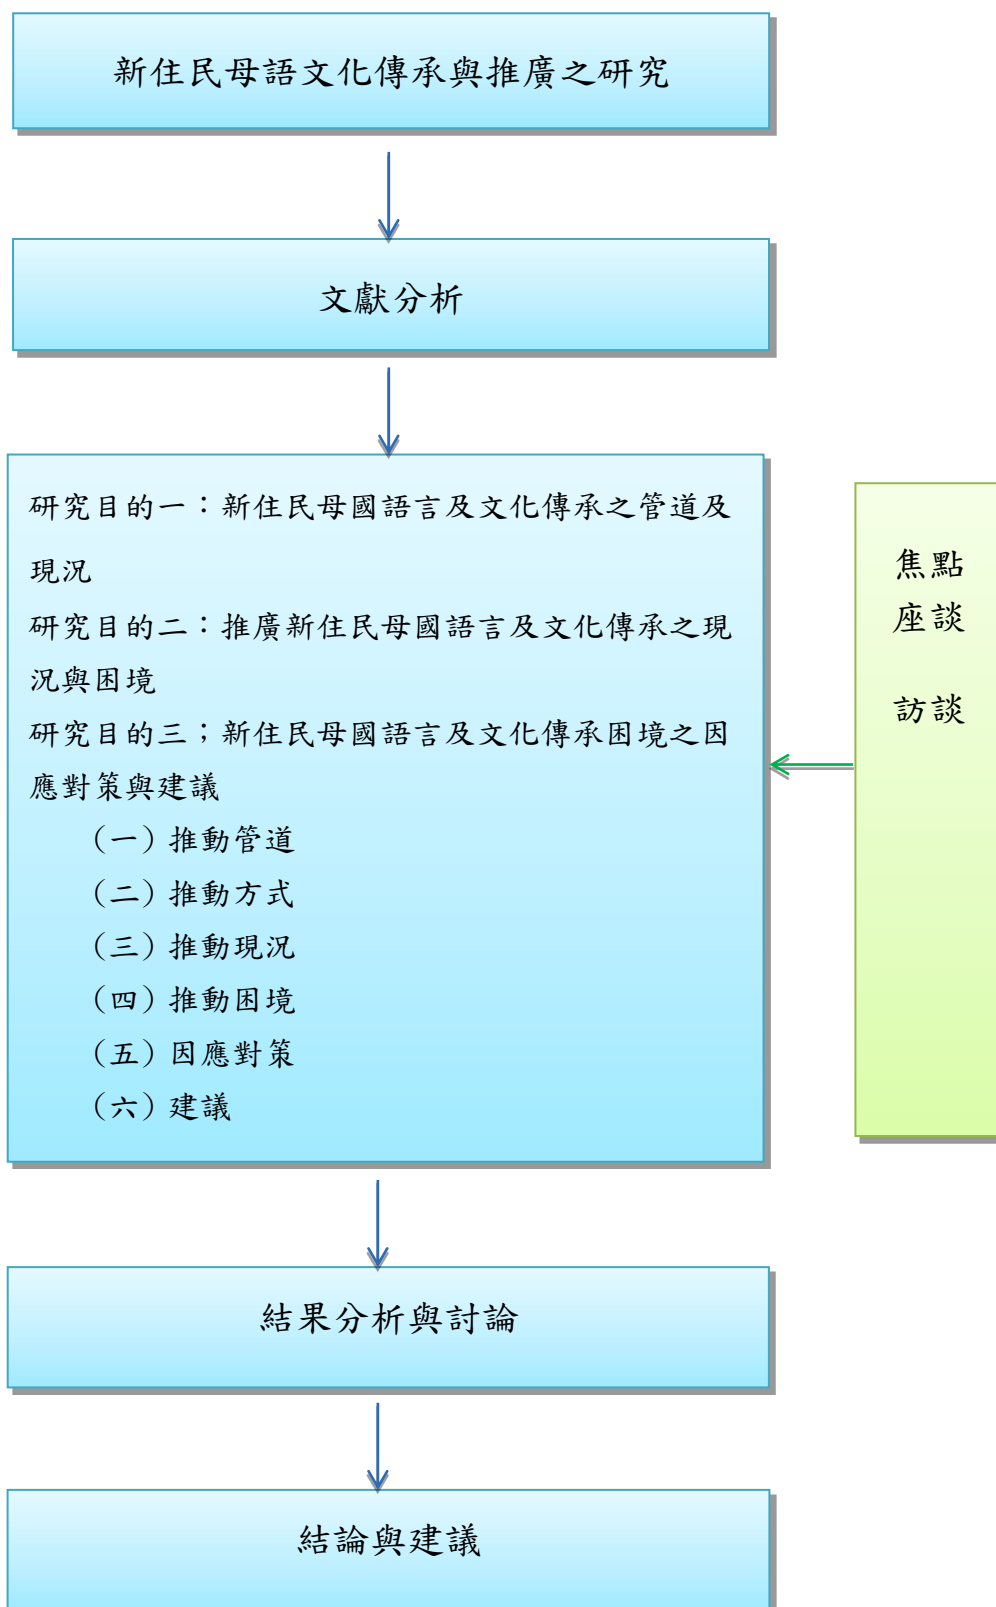 新住民母語文化傳承與推廣之研究
文獻分析
研究目的一：新住民母國語言及文化傳承之管道及
現況
研究目的二：推廣新住民母國語言及文化傳承之現
況與困境
研究目的三；新住民母國語言及文化傳承困境之因
應對策與建議
（一）推動管道
（二）推動方式
（三）推動現況
（四）推動困境
（五）因應對策
（六）建議
焦點
座談
訪談
結果分析與討論
結論與建議